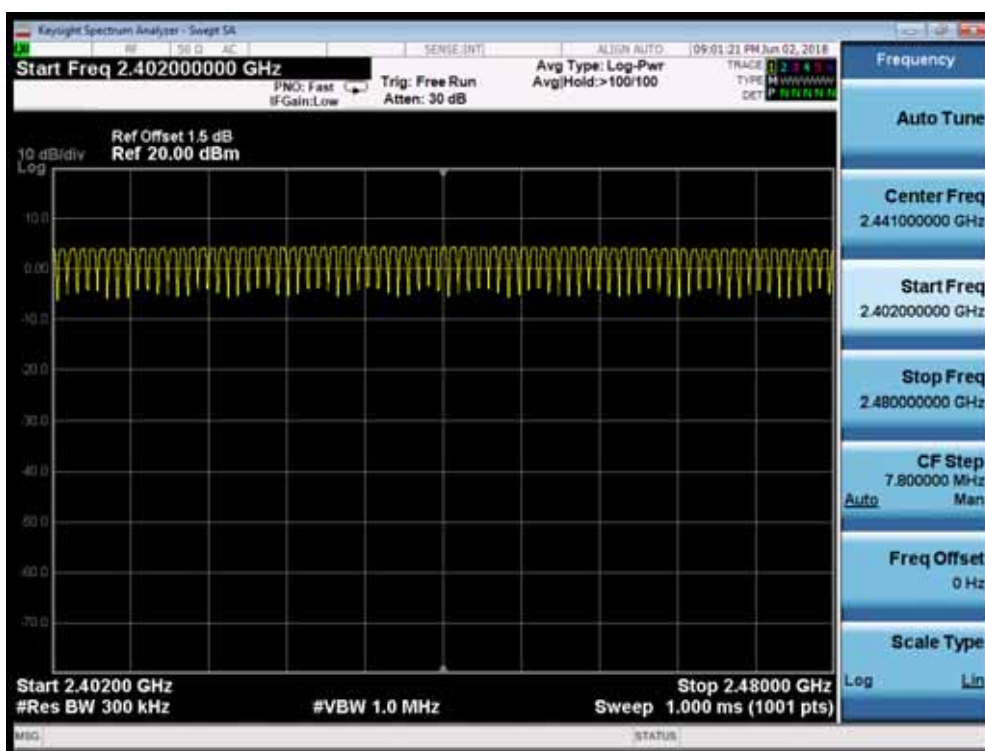 Keysight Spectrum Analyzer - Swept SA
RF 50 Ω AC SENSE:INT ALIGN AUTO 09:01:21 PM Jun 02, 2018
Start Freq 2.402000000 GHz
PNO: Fast
IFGain:Low
Trig: Free Run
Atten: 30 dB
Avg Type: Log-Pwr
Avg|Hold:>100/100
TRACE 1 2 3 4 5 6
TYPE M WWWWW
DET P N N N N N
Ref Offset 1.5 dB
10 dB/div Ref 20.00 dBm
Log
10.0
0.00
-10.0
-20.0
-30.0
-40.0
-50.0
-60.0
-70.0
Start 2.40200 GHz Stop 2.48000 GHz
#Res BW 300 kHz #VBW 1.0 MHz Sweep 1.000 ms (1001 pts)
MSG STATUS
Frequency
Auto Tune
Center Freq
2.441000000 GHz
Start Freq
2.402000000 GHz
Stop Freq
2.480000000 GHz
CF Step
7.800000 MHz
Auto Man
Freq Offset
0 Hz
Scale Type
Log Lin